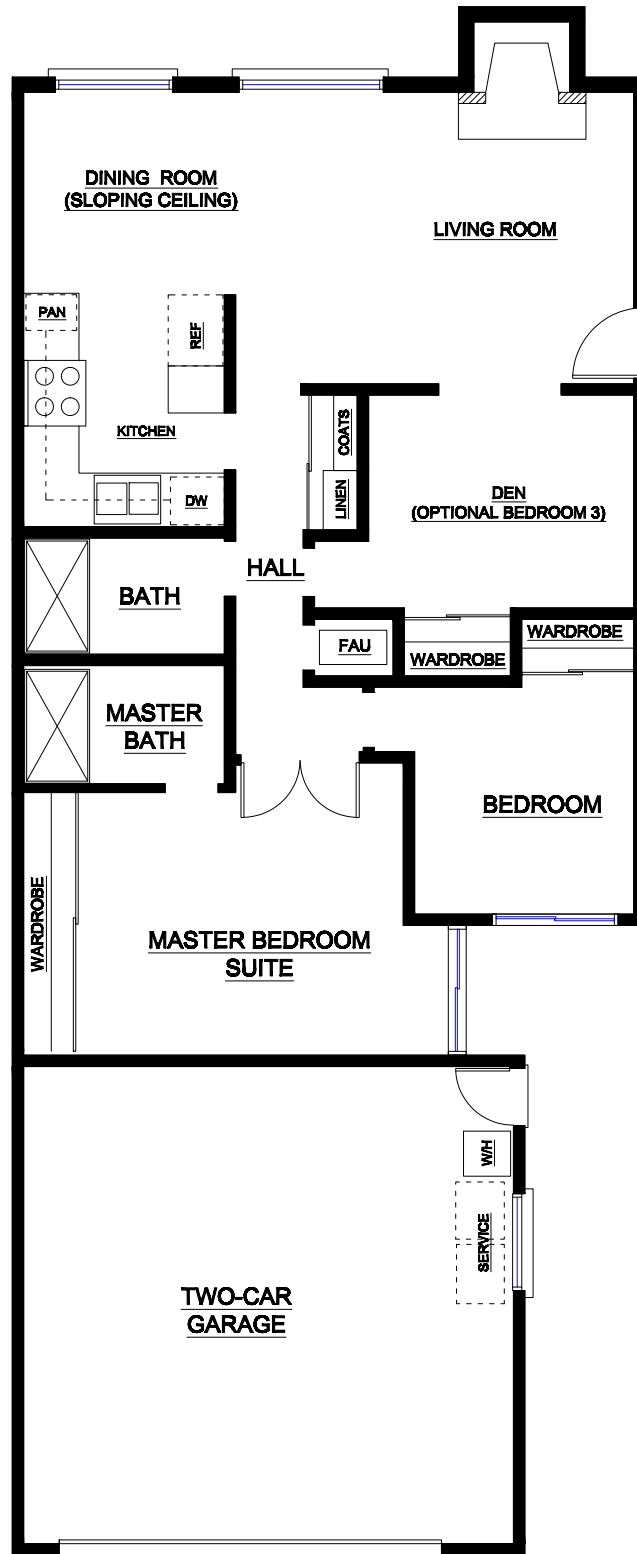 DINING ROOM
(SLOPING CEILING)
LIVING ROOM
PAN
REF
KITCHEN
COATS
LINEN
DW
DEN
(OPTIONAL BEDROOM 3)
HALL
BATH
FAU
WARDROBE
WARDROBE
MASTER
BATH
BEDROOM
WARDROBE
MASTER BEDROOM
SUITE
W/H
SERVICE
TWO-CAR
GARAGE